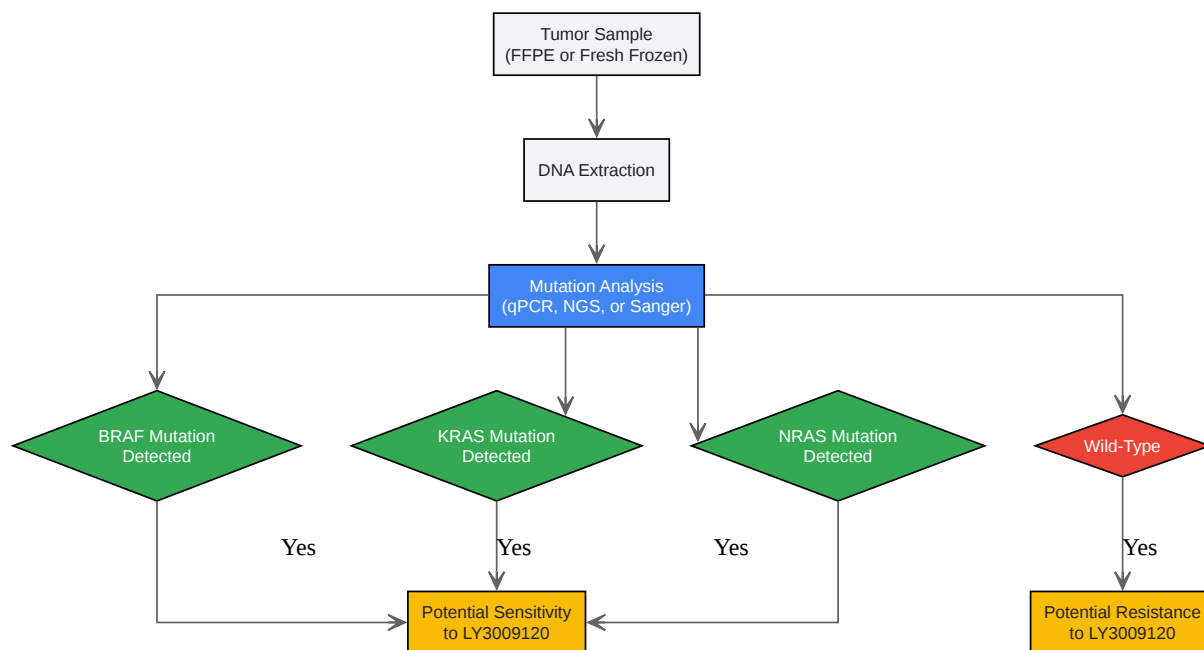 Tumor Sample
(FFPE or Fresh Frozen)
DNA Extraction
Mutation Analysis
(qPCR, NGS, or Sanger)
BRAF Mutation
Detected
KRAS Mutation
Detected
NRAS Mutation
Detected
Wild-Type
Yes
Yes
Yes
Yes
Potential Sensitivity
to LY3009120
Potential Resistance
to LY3009120